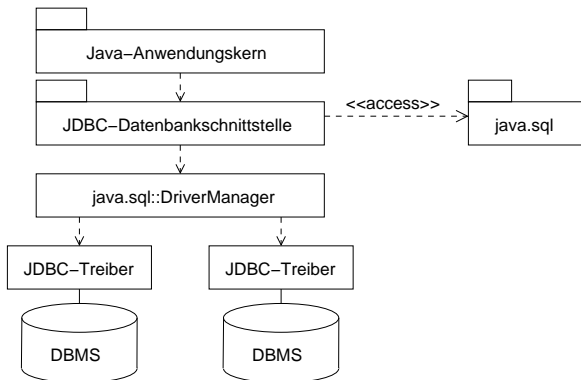 Java–Anwendungskern
<<access>>
JDBC–Datenbankschnittstelle
java.sql
java.sql::DriverManager
JDBC–Treiber
JDBC–Treiber
DBMS
DBMS